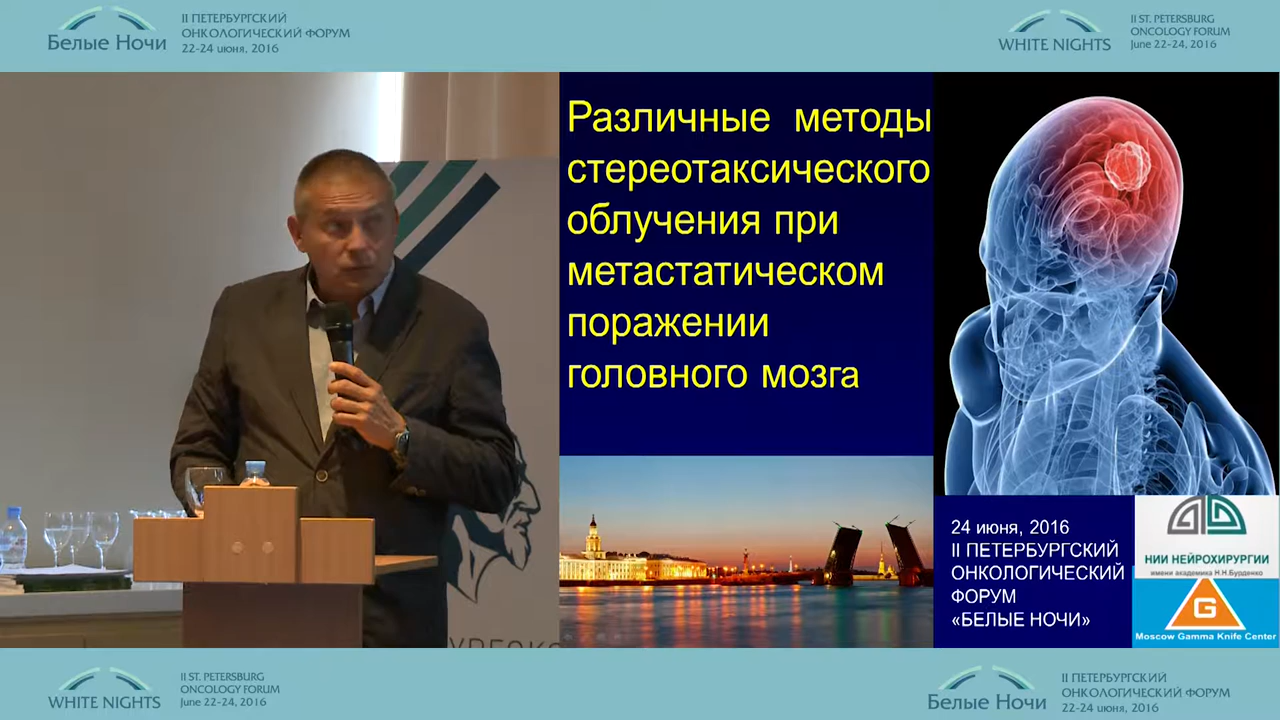 Белые Ночи
II ПЕТЕРБУРГСКИЙ
ОНКОЛОГИЧЕСКИЙ ФОРУМ
22-24 июня, 2016
WHITE NIGHTS
II ST. PETERSBURG
ONCOLOGY FORUM
June 22-24, 2016
Различные методы
стереотаксического
облучения при
метастатическом
поражении
головного мозга
24 июня, 2016
II ПЕТЕРБУРГСКИЙ
ОНКОЛОГИЧЕСКИЙ
ФОРУМ
«БЕЛЫЕ НОЧИ»
НИИ НЕЙРОХИРУРГИИ
имени академика Н.Н.Бурденко
G
Moscow Gamma Knife Center
WHITE NIGHTS
II ST. PETERSBURG
ONCOLOGY FORUM
June 22-24, 2016
Белые Ночи
II ПЕТЕРБУРГСКИЙ
ОНКОЛОГИЧЕСКИЙ ФОРУМ
22-24 июня, 2016